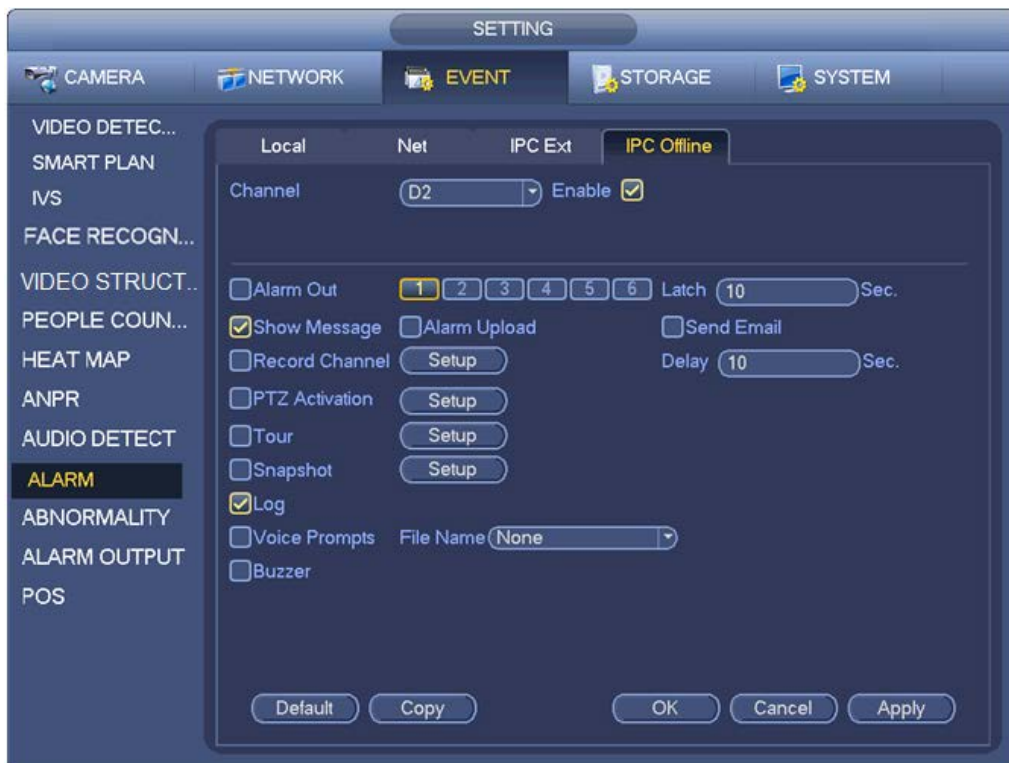 SETTING
CAMERA NETWORK EVENT STORAGE SYSTEM
VIDEO DETEC...
SMART PLAN
IVS
FACE RECOGN...
VIDEO STRUCT..
PEOPLE COUN...
HEAT MAP
ANPR
AUDIO DETECT
ALARM
ABNORMALITY
ALARM OUTPUT
POS
Local Net IPC Ext IPC Offline
Channel D2 Enable
Alarm Out 1 2 3 4 5 6 Latch 10 Sec.
Show Message Alarm Upload Send Email
Record Channel Setup Delay 10 Sec.
PTZ Activation Setup
Tour Setup
Snapshot Setup
Log
Voice Prompts File Name None
Buzzer
Default Copy OK Cancel Apply